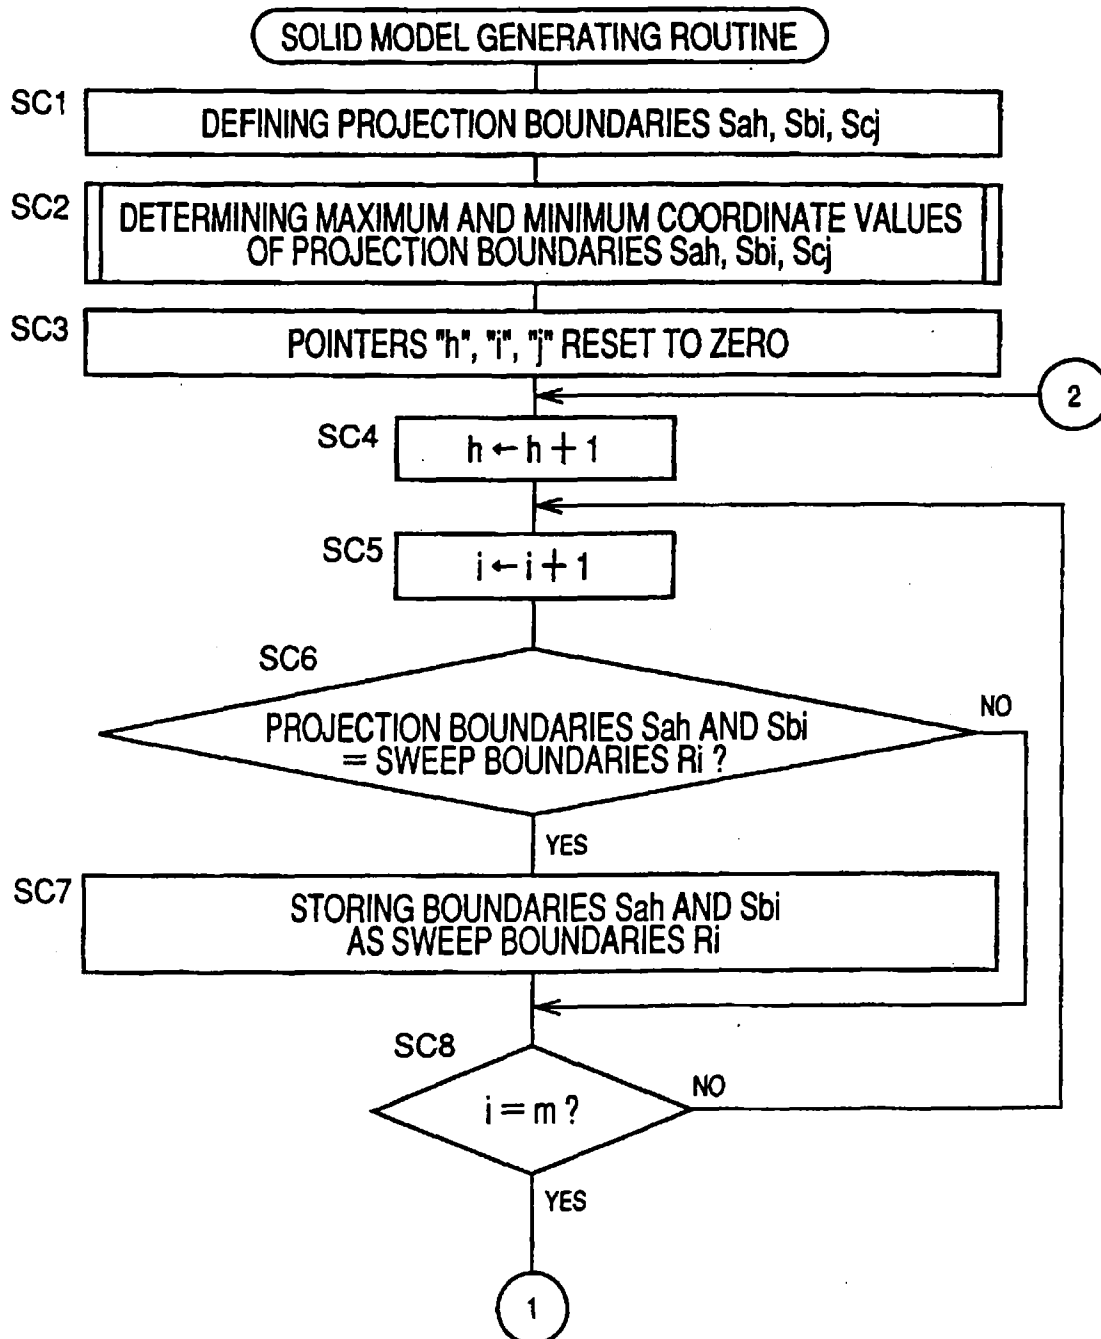 SOLID MODEL GENERATING ROUTINE
SC1
DEFINING PROJECTION BOUNDARIES Sah, Sbi, Scj
SC2
DETERMINING MAXIMUM AND MINIMUM COORDINATE VALUES
OF PROJECTION BOUNDARIES Sah, Sbi, Scj
SC3
POINTERS "h", "i", "j" RESET TO ZERO
2
SC4
h ← h + 1
SC5
i ← i + 1
SC6
PROJECTION BOUNDARIES Sah AND Sbi
= SWEEP BOUNDARIES Ri ?
NO
YES
SC7
STORING BOUNDARIES Sah AND Sbi
AS SWEEP BOUNDARIES Ri
SC8
i = m ?
NO
YES
1